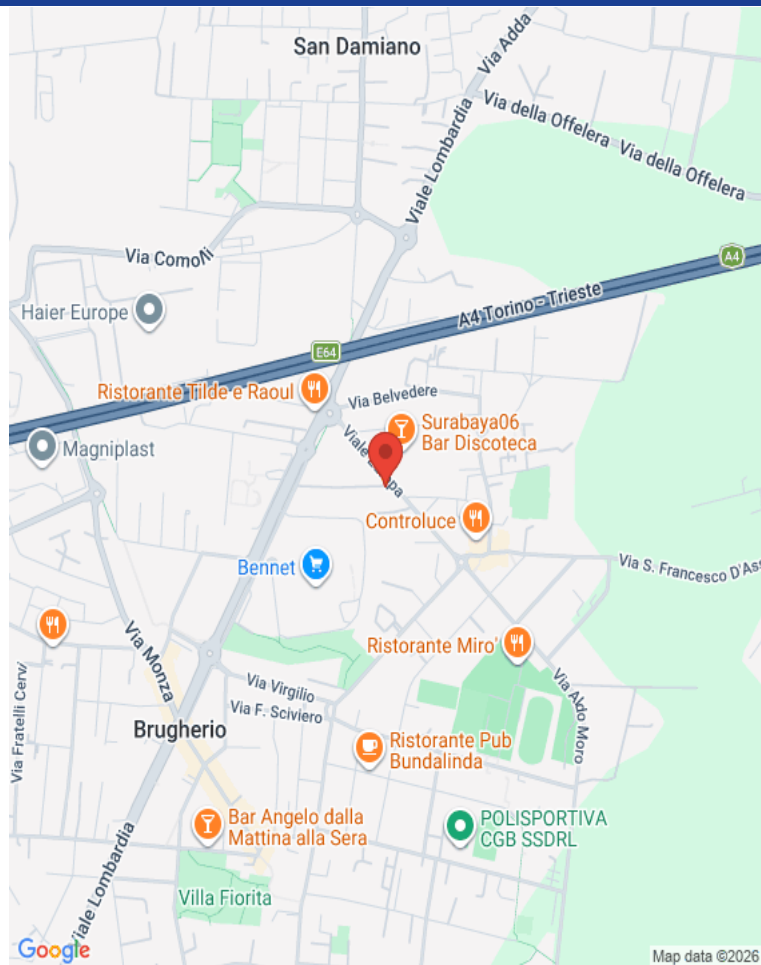 San Damiano
Via Adda
Via della Offelera
Via della Offelera
Viale Lombardia
Via Comolli
A4
Haier Europe
A4 Torino - Trieste
E64
Ristorante Tilde e Raoul
Via Belvedere
Surabaya06
Bar Discoteca
Magniplast
Viale
Controluce
Bennet
Via S. Francesco D'Ass
Ristorante Miro'
Via Monza
Via Virgilio
Via Aldo Moro
Via F. Sciviero
Via Fratelli Cervi
Brugherio
Ristorante Pub
Bundalinda
Bar Angelo dalla
Mattina alla Sera
POLISPORTIVA
CGB SSDRL
Viale Lombardia
Villa Fiorita
Google
Map data ©2026